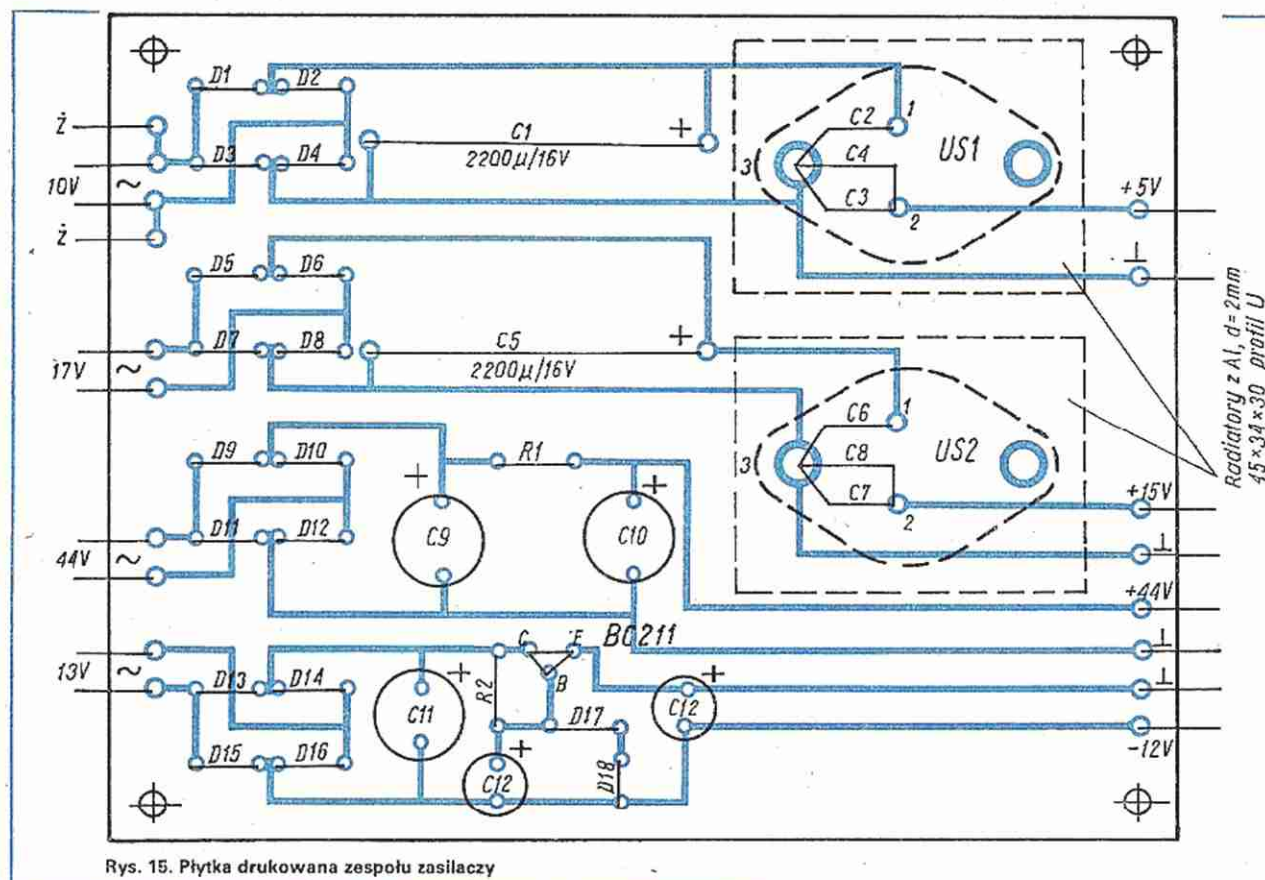 D1 D2
Ż
D3 D4
10V ~
Ż
C1
2200µ/16V
+
C2
1
C4
US1
3
C3
2
+5V
⊥
D5 D6
D7 D8
17V ~
C5
2200µ/16V
+
C6
1
C8
US2
3
C7
2
+15V
⊥
Radiatory z Al, d=2mm
45×34×30 profil U
D9 D10
D11 D12
44V ~
+
C9
R1
+
C10
+44V
⊥
13V ~
D13 D14
D15 D16
+
C11
R2
C E
B
BC211
D17
+
C12
D18
+
C12
⊥
-12V
Rys. 15. Płytka drukowana zespołu zasilaczy